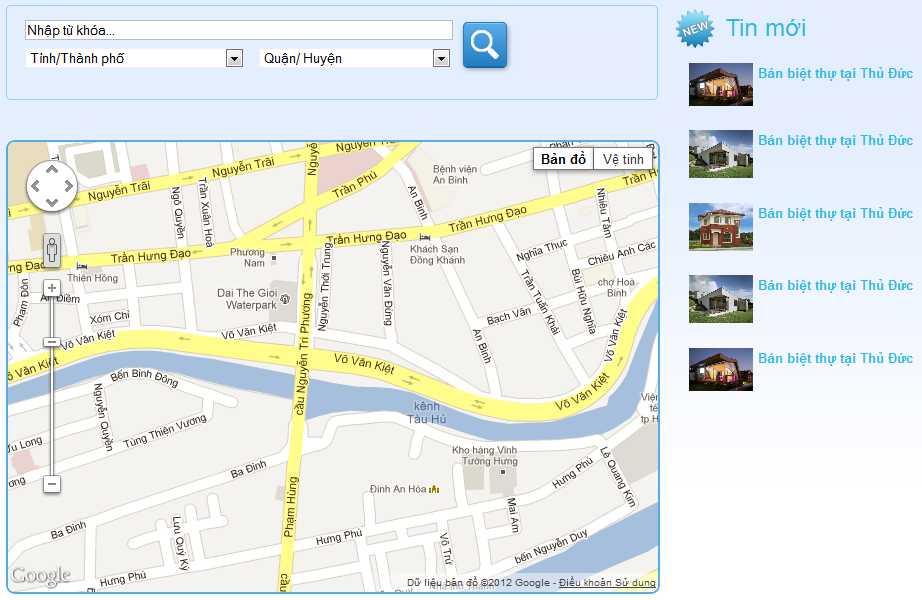 Nhập từ khóa...
Tỉnh/Thành phố
Quận/ Huyện
NEW
Tin mới
Bán biệt thự tại Thủ Đức
Bán biệt thự tại Thủ Đức
Bán biệt thự tại Thủ Đức
Bán biệt thự tại Thủ Đức
Bán biệt thự tại Thủ Đức
Bản đồ
Vệ tinh
Nguyễn Trãi
Nguyễn Trãi
Nguyễn Trãi
Trần Phú
Bệnh viện
An Bình
An Bình
Ngô Quyền
Trần Xuân Hoà
Nhiêu Tâm
Trần Hưng Đạo
Trần Hưng Đạo
Trần Hưng Đạo
Phương
Nam
Khách Sạn
Đồng Khánh
Nghĩa Thục
Chiêu Anh Các
Thiên Hồng
Phạm Đôn
An Điềm
Xóm Chỉ
Dai The Gioi
Waterpark
Nguyễn Thời Trung
Nguyễn Văn Đừng
Trần Tuấn Khải
Bùi Hữu Nghĩa
chợ Hoà
Bình
Bạch Vân
An Bình
Võ Văn Kiệt
Võ Văn Kiệt
Võ Văn Kiệt
Võ Văn Kiệt
Võ Văn Kiệt
Võ Văn Kiệt
cầu Nguyễn Tri Phương
Bến Bình Đông
Nguyễn Quyền
Tùng Thiện Vương
kênh
Tàu Hủ
Kho hàng Vinh
Tường Hưng
Ba Đình
Ba Đình
Đình An Hòa
Phạm Hùng
Lưu Quý Kỳ
Hưng Phú
Hưng Phú
Hưng Phú
Mai Am
Lê Quang Kim
Võ Trứ
bến Nguyễn Duy
Google
Dữ liệu bản đồ ©2012 Google - Điều khoản Sử dụng